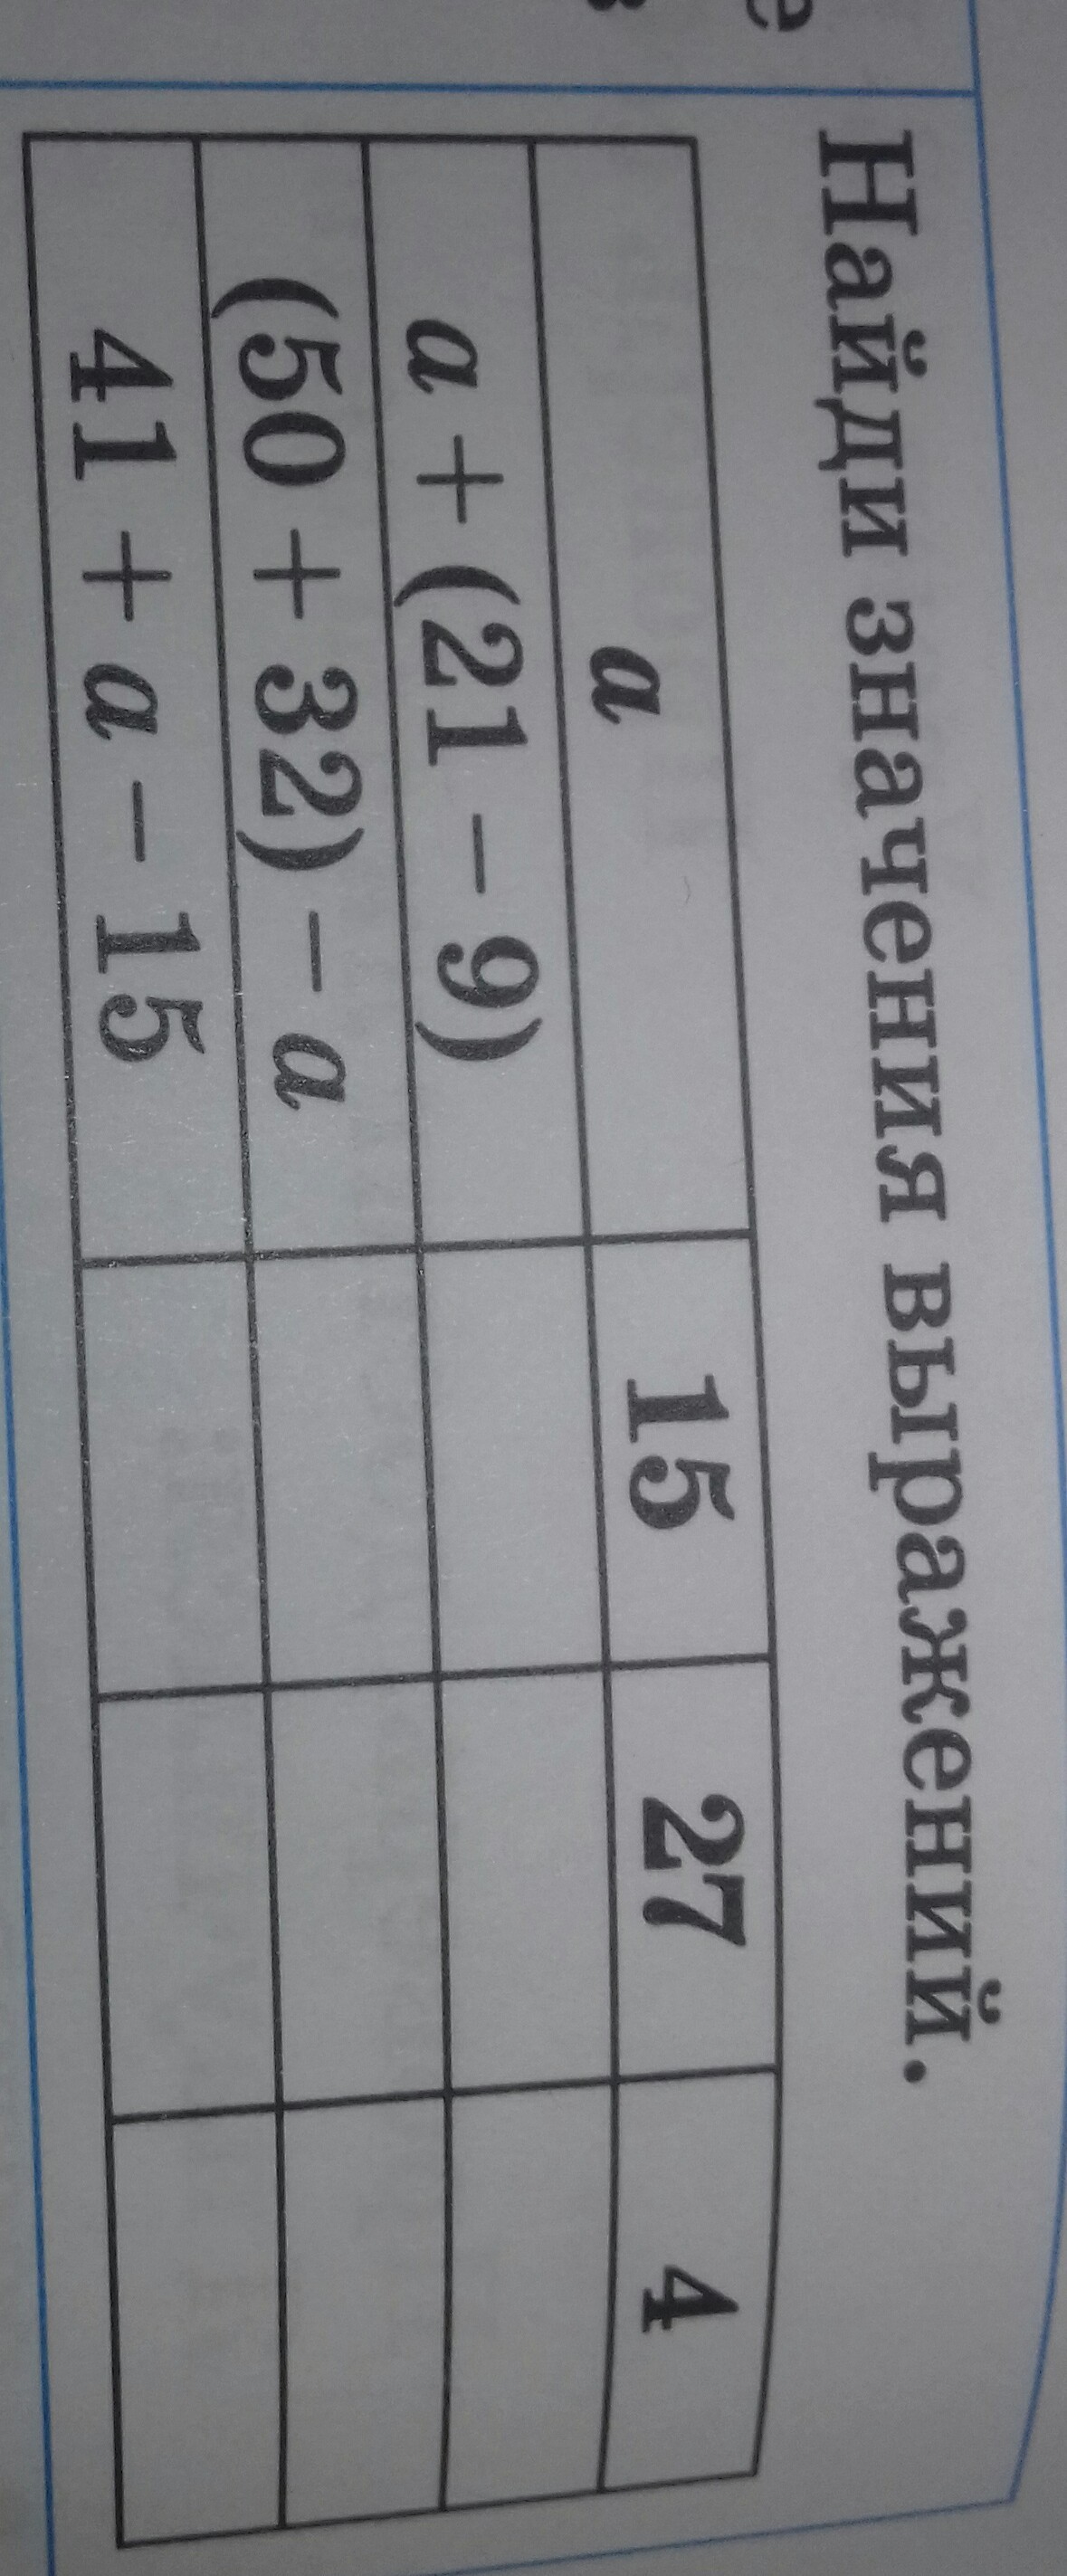 е
в
Найди значения выражений.
a 15 27 4
a + (21 − 9)
(50 + 32) − a
41 + a − 15